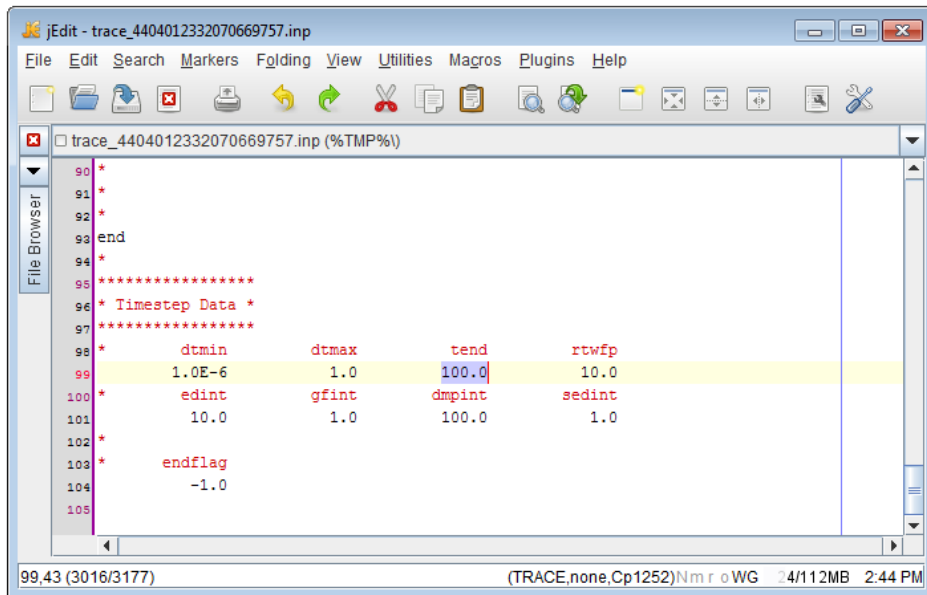 jEdit - trace_4404012332070669757.inp
File Edit Search Markers Folding View Utilities Macros Plugins Help
trace_4404012332070669757.inp (%TMP%\)
File Browser
90 *
91 *
92 *
93 end
94 *
95 *****************
96 * Timestep Data *
97 *****************
98 * dtmin dtmax tend rtwfp
99 1.0E-6 1.0 100.0 10.0
100 * edint gfint dmpint sedint
101 10.0 1.0 100.0 1.0
102 *
103 * endflag
104 -1.0
105
99,43 (3016/3177) (TRACE,none,Cp1252)N m r o WG 24/112MB 2:44 PM